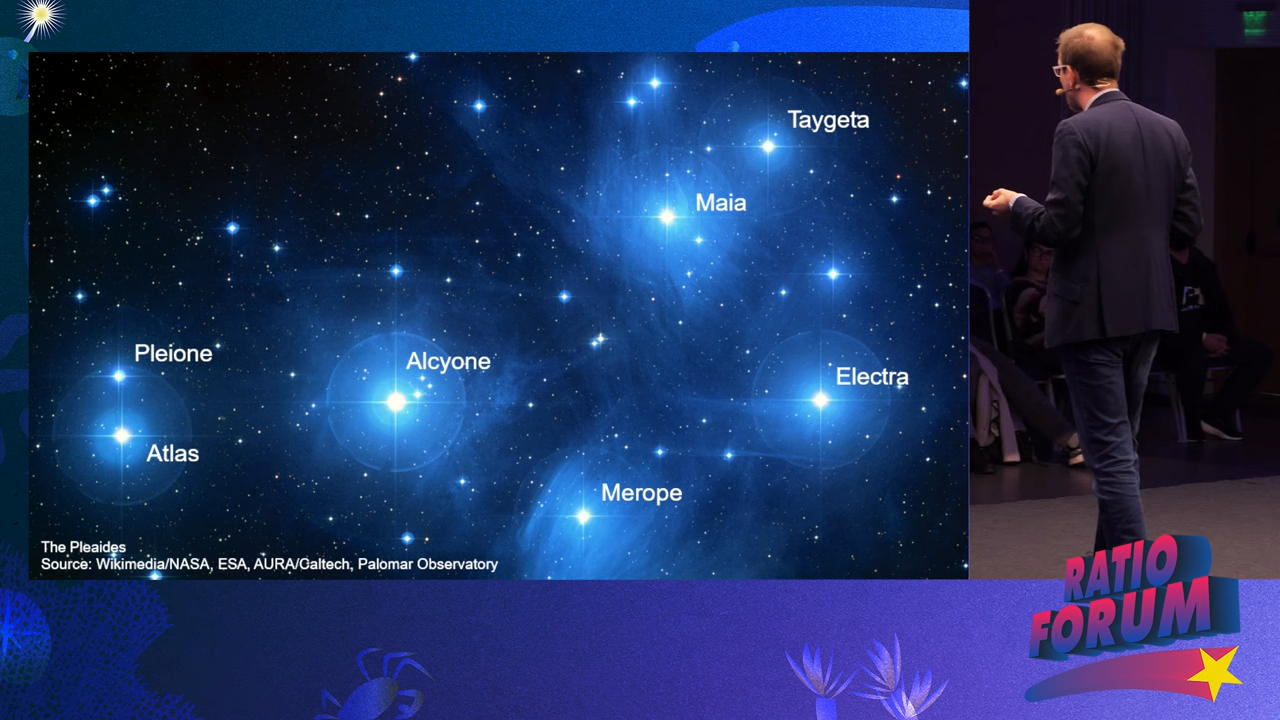 Taygeta
Maia
Pleione
Alcyone
Electra
Atlas
Merope
The Pleaides
Source: Wikimedia/NASA, ESA, AURA/Caltech, Palomar Observatory
RATIO
FORUM